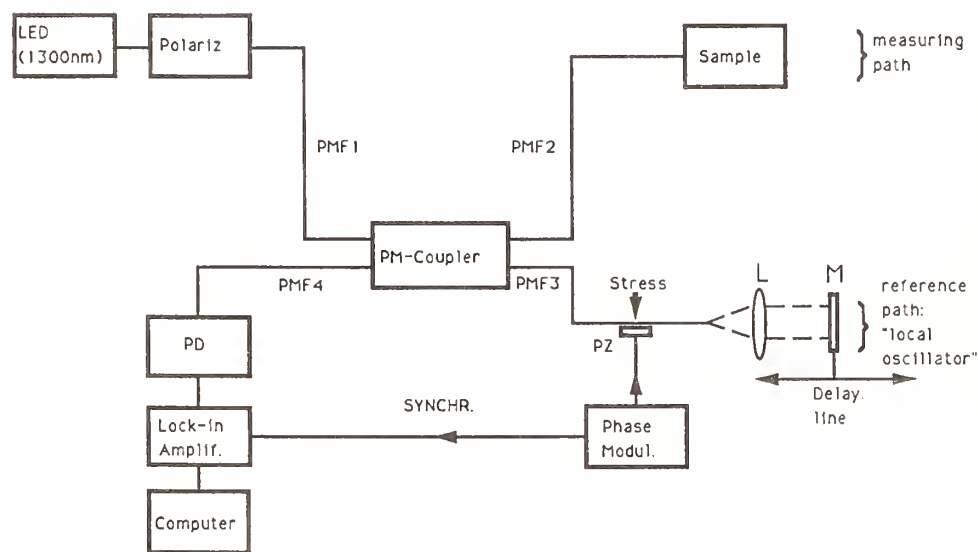 LED
(1300nm)
Polariz
Sample
measuring
path
PMF1
PMF2
PM-Coupler
PMF4
PMF3
Stress
L
M
reference
path:
"local
oscillator"
PZ
PD
Delay.
line
SYNCHR.
Lock-in
Amplif.
Phase
Modul.
Computer